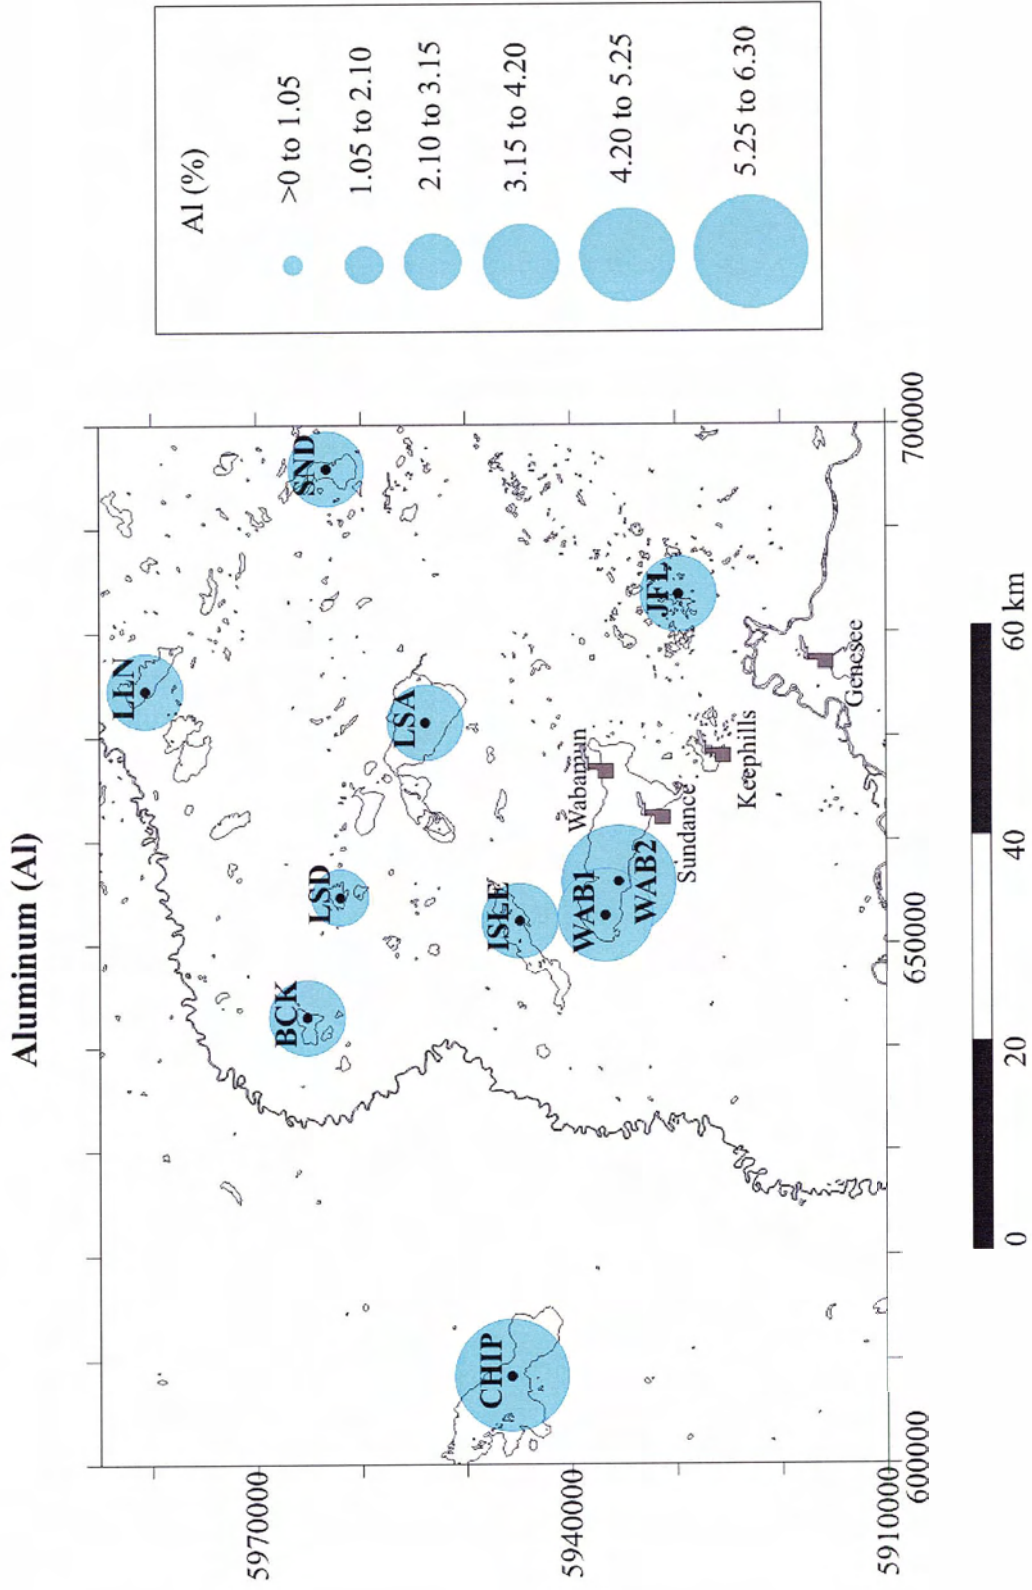 Aluminum (Al)
LLN
SND
BCK
LSD
LSA
CHIP
ISLE
WAB1
WAB2
JFL
Wabamun
Sundance
Keephills
Genesee
5970000
5940000
5910000
600000
650000
700000
0 20 40 60 km
Al (%)
>0 to 1.05
1.05 to 2.10
2.10 to 3.15
3.15 to 4.20
4.20 to 5.25
5.25 to 6.30